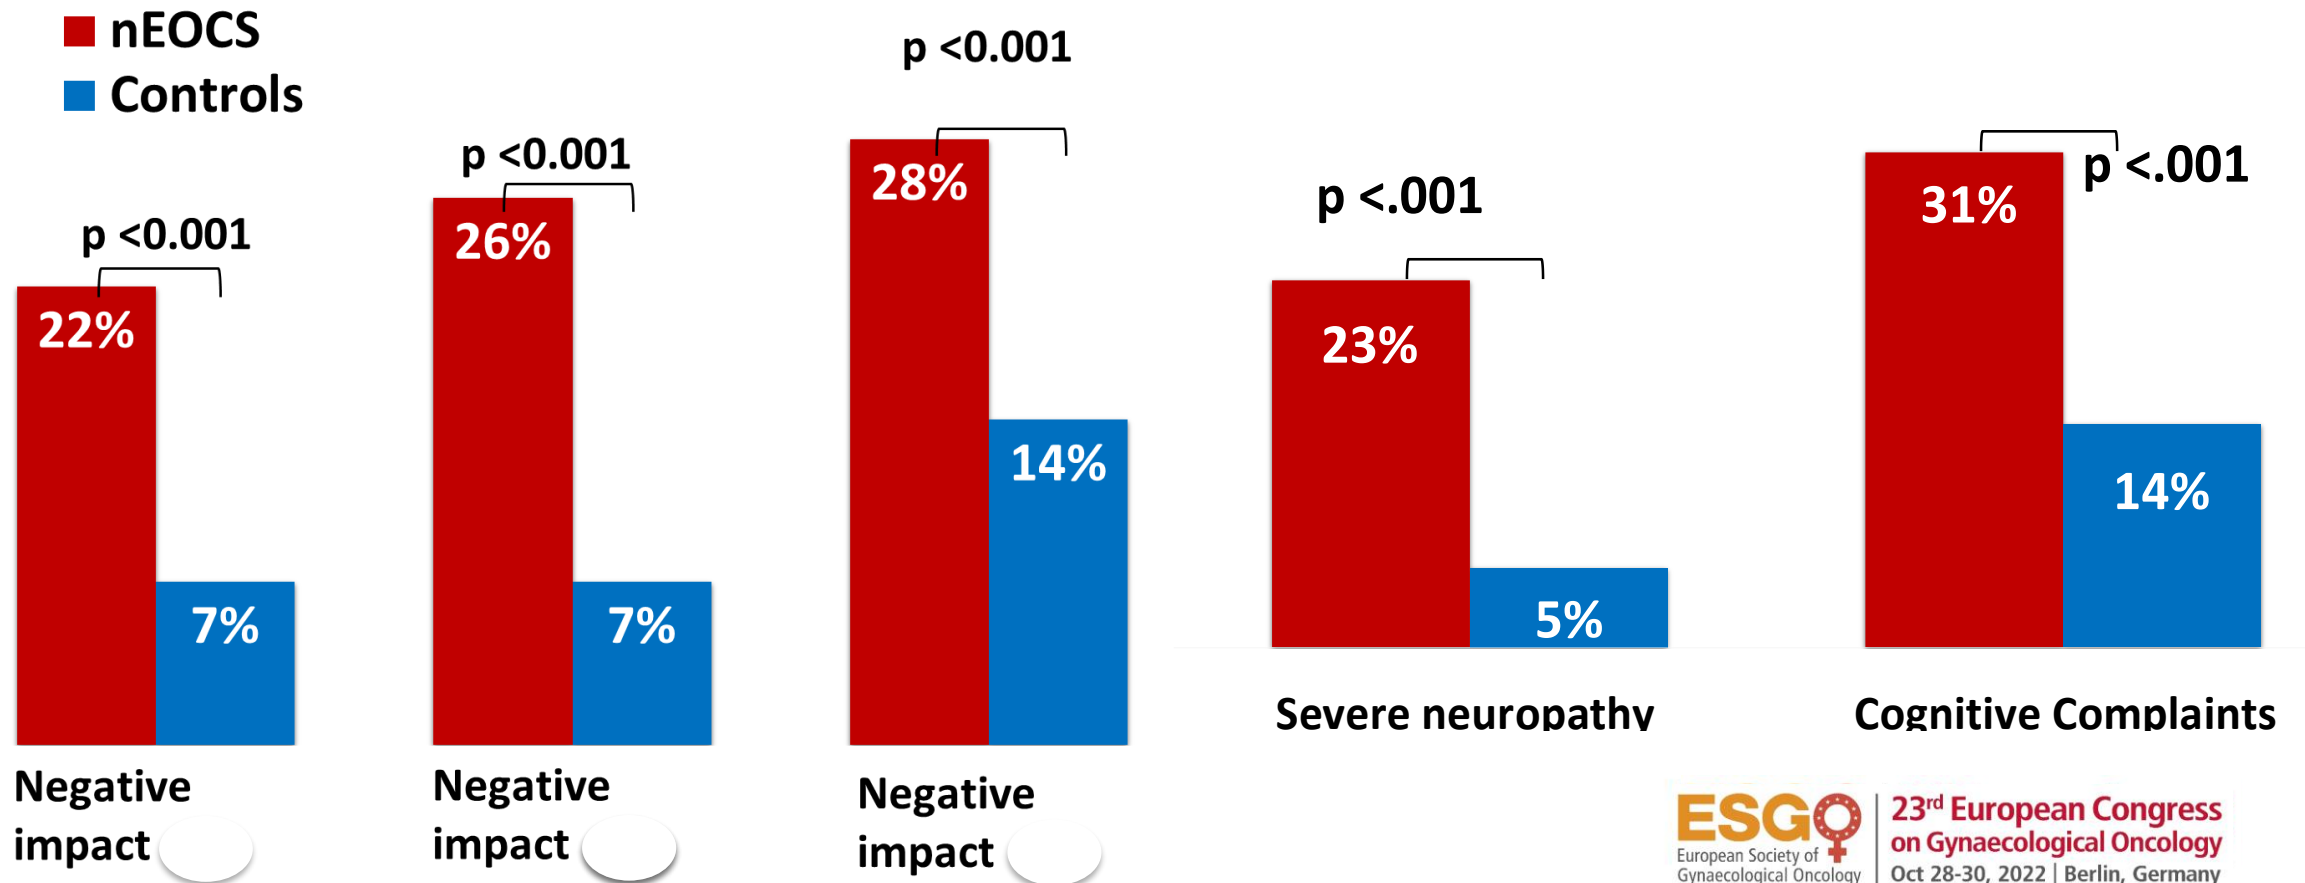 nEOCS
Controls
p <0.001
22%
7%
Negative
impact
p <0.001
26%
7%
Negative
impact
p <0.001
28%
14%
Negative
impact
p <.001
23%
5%
Severe neuropathy
p <.001
31%
14%
Cognitive Complaints
ESGO
European Society of
Gynaecological Oncology
23rd European Congress
on Gynaecological Oncology
Oct 28-30, 2022 | Berlin, Germany